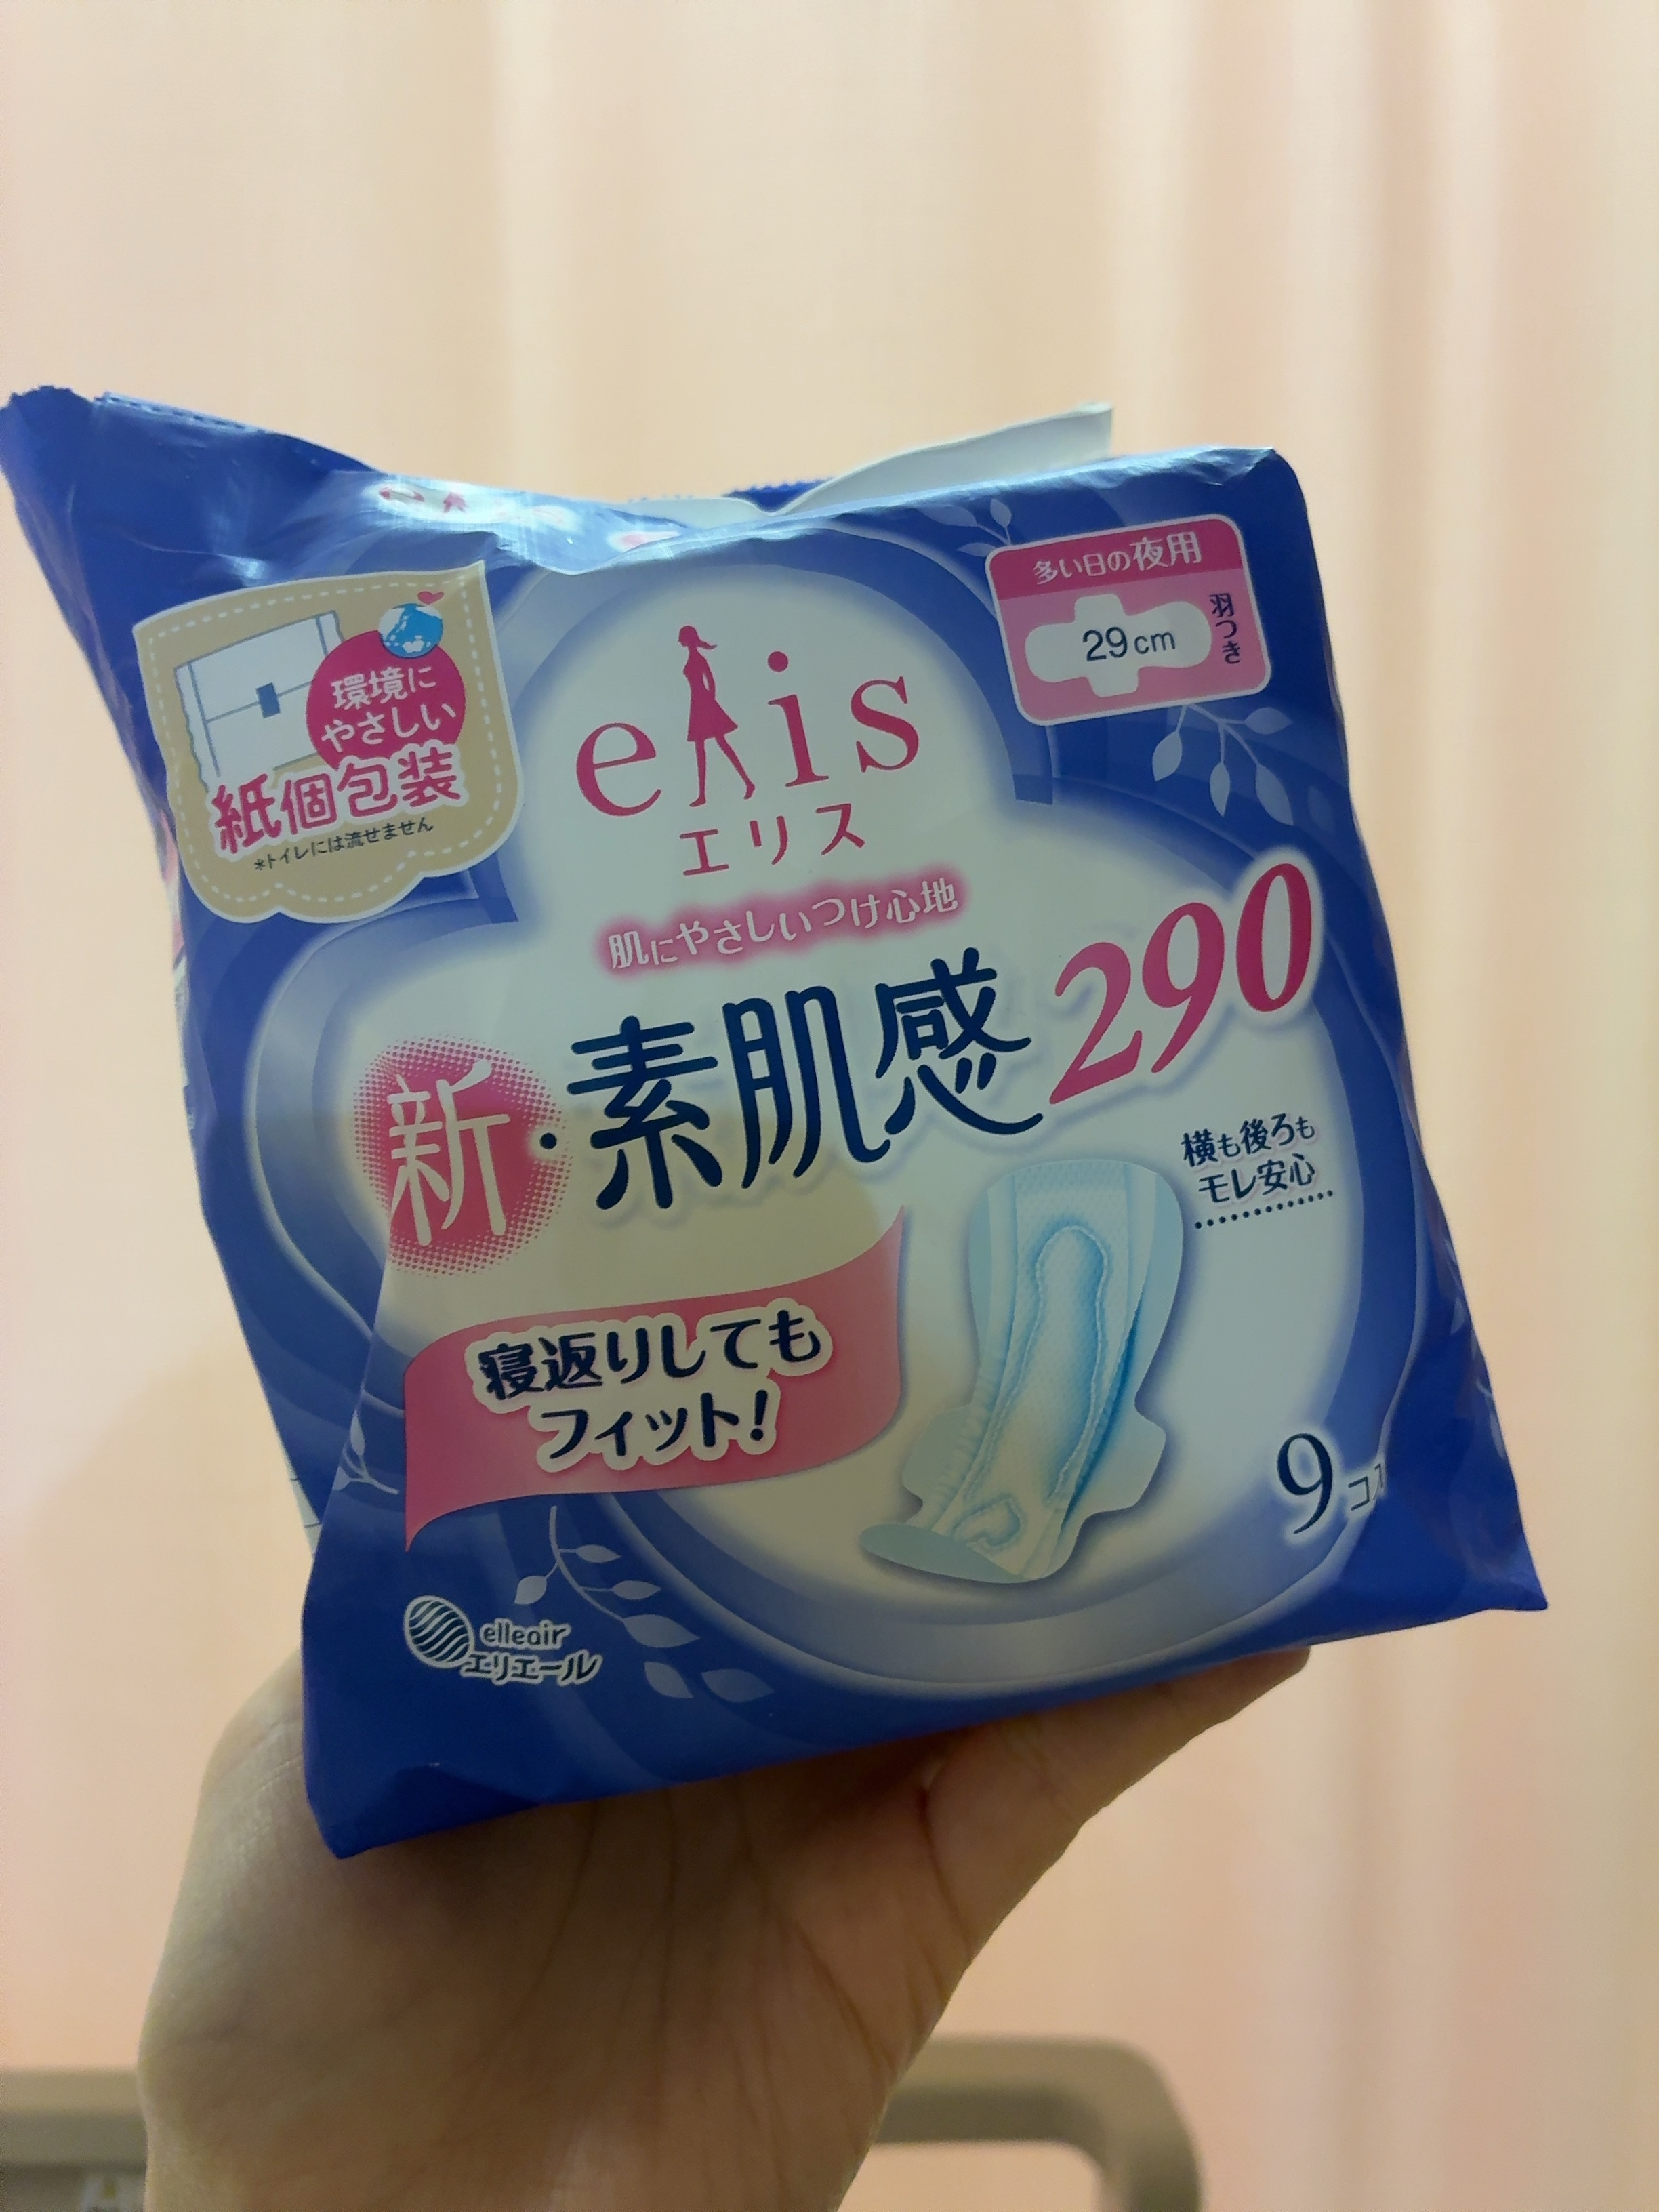 環境に
やさしい
紙個包装
*トイレには流せません
elis
エリス
多い日の夜用
29cm
羽つき
肌にやさしいつけ心地
新・素肌感290
横も後ろも
モレ安心
寝返りしても
フィット!
9コ
elleair
エリエール